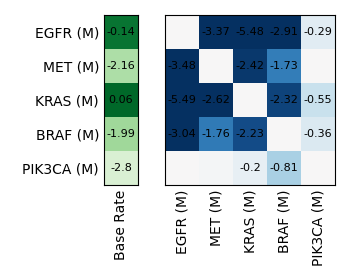 EGFR (M) -0.14 -3.37 -5.48 -2.91 -0.29
MET (M) -2.16 -3.48 -2.42 -1.73
KRAS (M) 0.06 -5.49 -2.62 -2.32 -0.55
BRAF (M) -1.99 -3.04 -1.76 -2.23 -0.36
PIK3CA (M) -2.8 -0.2 -0.81
Base Rate EGFR (M) MET (M) KRAS (M) BRAF (M) PIK3CA (M)